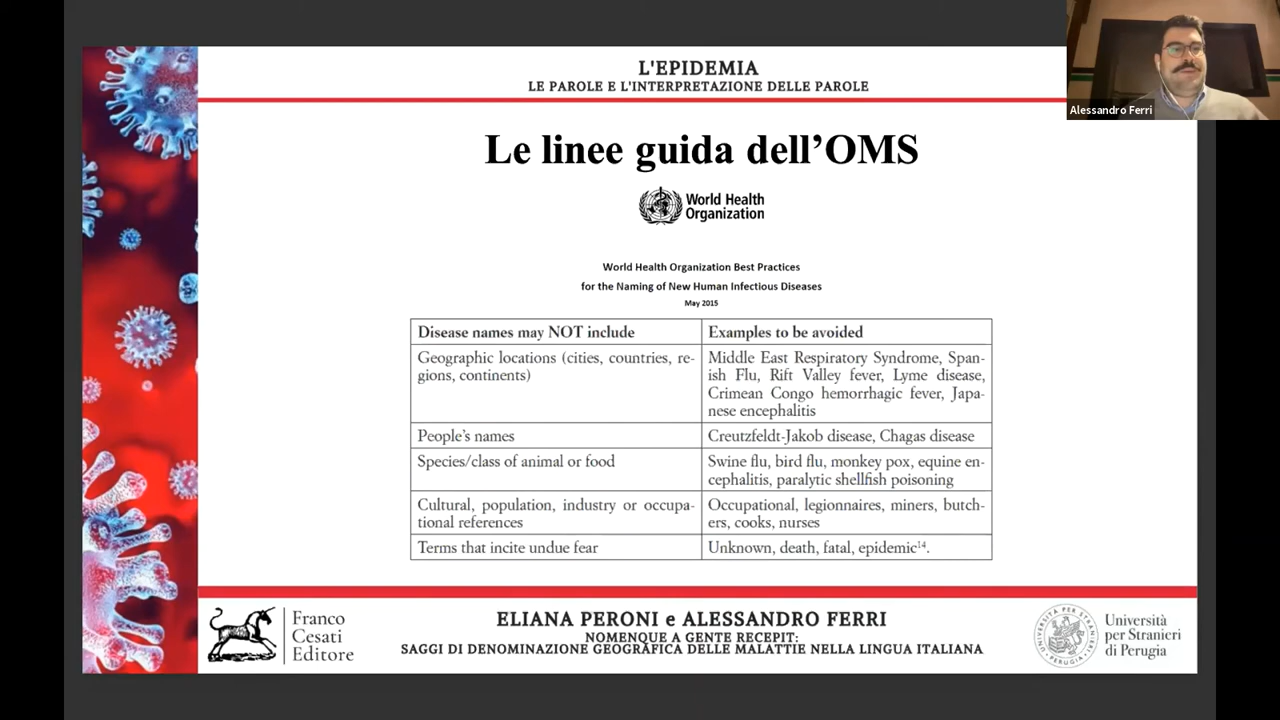 L'EPIDEMIA
LE PAROLE E L'INTERPRETAZIONE DELLE PAROLE
Alessandro Ferri
Le linee guida dell'OMS
World Health
Organization
World Health Organization Best Practices
for the Naming of New Human Infectious Diseases
May 2015
Disease names may NOT include
Examples to be avoided
Geographic locations (cities, countries, re-
gions, continents)
Middle East Respiratory Syndrome, Span-
ish Flu, Rift Valley fever, Lyme disease,
Crimean Congo hemorrhagic fever, Japa-
nese encephalitis
People's names
Creutzfeldt-Jakob disease, Chagas disease
Species/class of animal or food
Swine flu, bird flu, monkey pox, equine en-
cephalitis, paralytic shellfish poisoning
Cultural, population, industry or occupa-
tional references
Occupational, legionnaires, miners, butch-
ers, cooks, nurses
Terms that incite undue fear
Unknown, death, fatal, epidemic¹⁴.
Franco
Cesati
Editore
ELIANA PERONI e ALESSANDRO FERRI
NOMENQUE A GENTE RECEPIT:
SAGGI DI DENOMINAZIONE GEOGRAFICA DELLE MALATTIE NELLA LINGUA ITALIANA
UNIVERSITÀ PER STRANIERI
PERUGIA
Università
per Stranieri
di Perugia